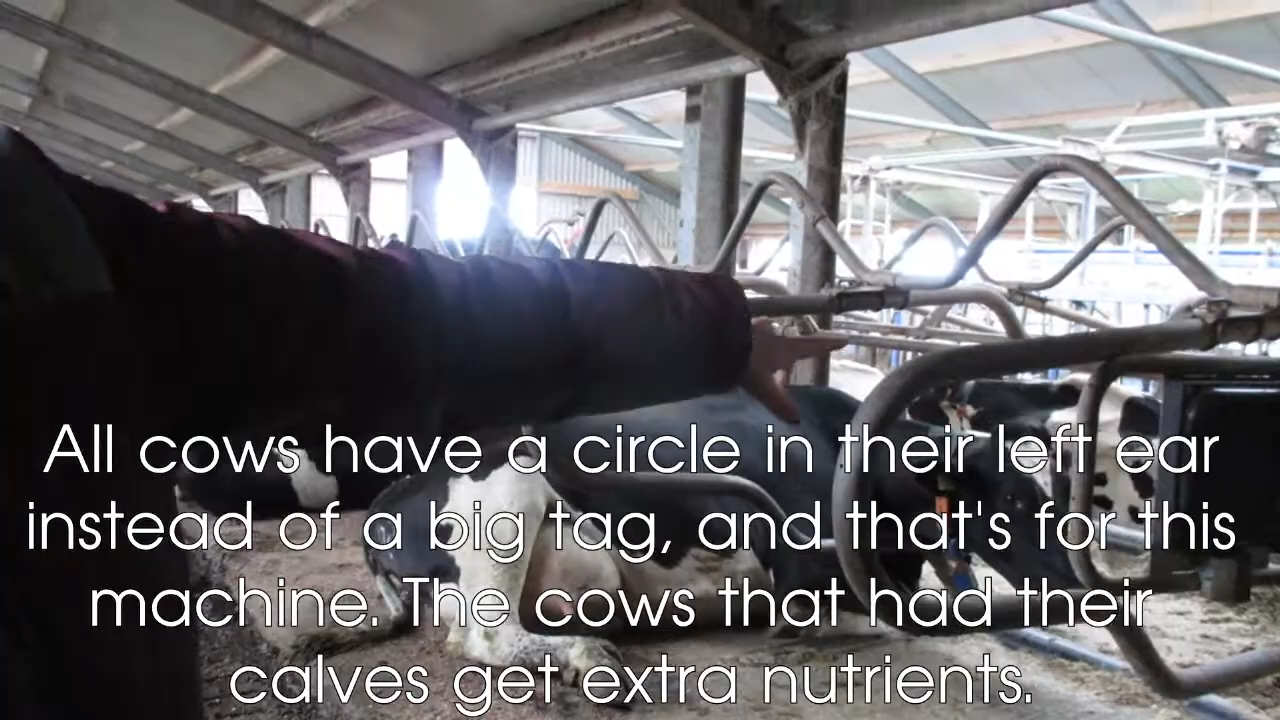 All cows have a circle in their left ear
instead of a big tag, and that's for this
machine. The cows that had their
calves get extra nutrients.